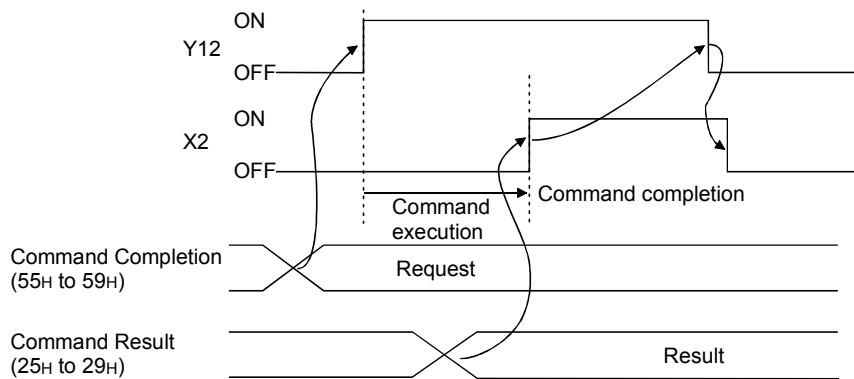 ON
Y12
OFF
ON
X2
OFF
Command completion
Command
execution
Command Completion
(55H to 59H)
Request
Command Result
(25H to 29H)
Result